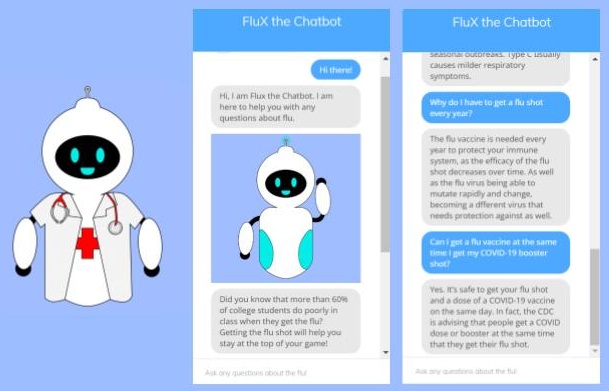 FluX the Chatbot
Hi there!
Hi, I am Flux the Chatbot. I am
here to help you with any
questions about flu.
Did you know that more than 60%
of college students do poorly in
class when they get the flu?
Getting the flu shot will help you
stay at the top of your game!
Ask any questions about the flu!
FluX the Chatbot
seasonal outbreaks. Type C usually
causes milder respiratory
symptoms.
Why do I have to get a flu shot
every year?
The flu vaccine is needed every
year to protect your immune
system, as the efficacy of the flu
shot decreases over time. As well
as the flu virus being able to
mutate rapidly and change,
becoming a dfferent virus that
needs protection against as well.
Can I get a flu vaccine at the same
time I get my COVID-19 booster
shot?
Yes. It's safe to get your flu shot
and a dose of a COVID-19 vaccine
on the same day. In fact, the CDC
is advising that people get a COVID
dose or booster at the same time
that they get their flu shot.
Ask any questions about the flu!